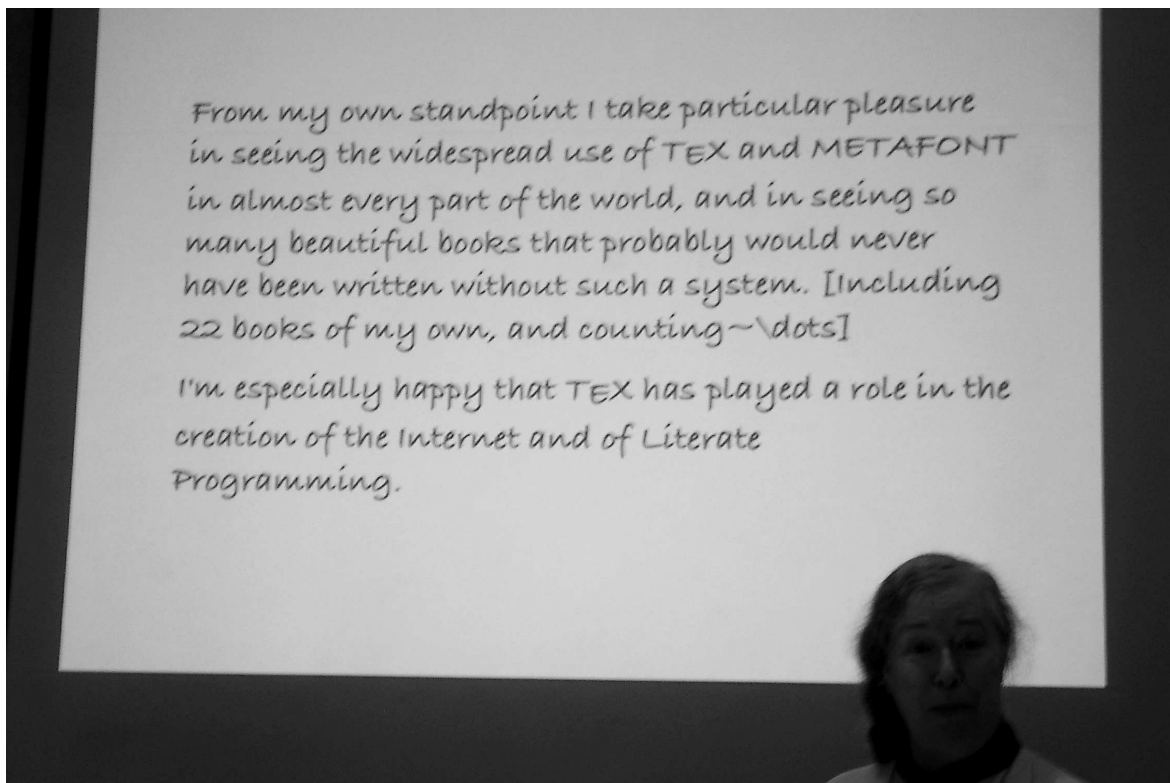 From my own standpoint I take particular pleasure
in seeing the widespread use of TEX and METAFONT
in almost every part of the world, and in seeing so
many beautiful books that probably would never
have been written without such a system. [Including
22 books of my own, and counting~\dots]
I'm especially happy that TEX has played a role in the
creation of the Internet and of Literate
Programming.